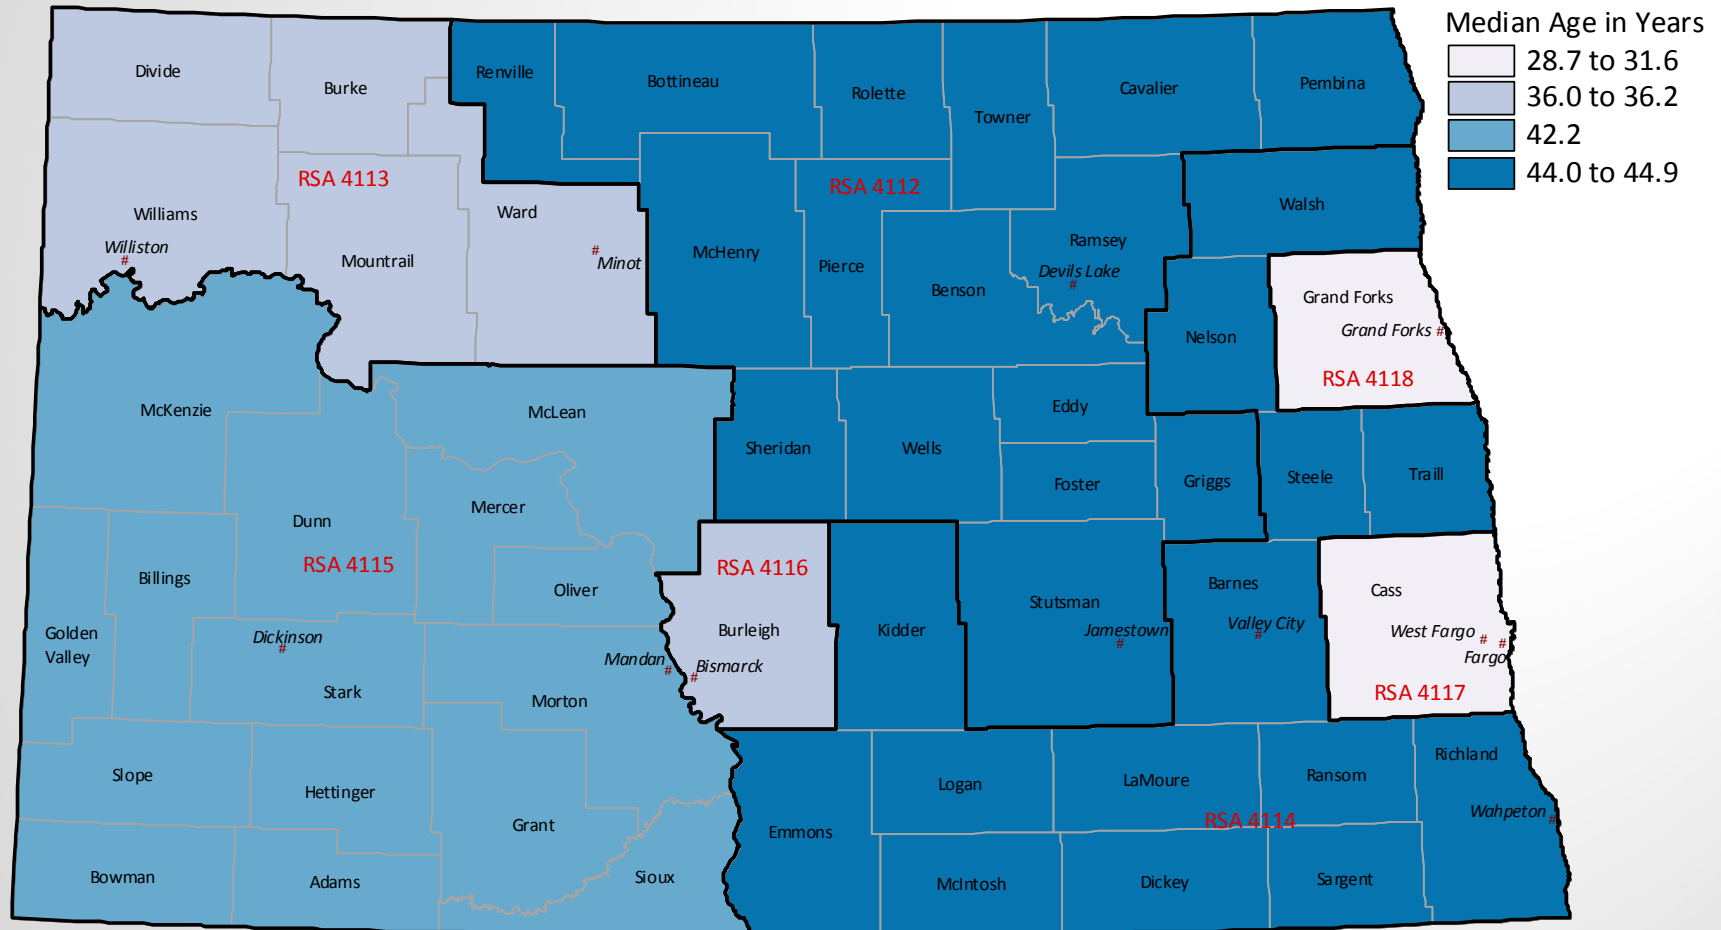 Median Age in Years
28.7 to 31.6
36.0 to 36.2
42.2
44.0 to 44.9
Divide
Burke
Renville
Bottineau
Rolette
Towner
Cavalier
Pembina
RSA 4113
RSA 4112
Williams
Williston
#
Ward
#
Minot
Mountrail
McHenry
Pierce
Benson
Ramsey
Devils Lake
#
Walsh
Nelson
Grand Forks
Grand Forks #
RSA 4118
McKenzie
McLean
Sheridan
Wells
Eddy
Foster
Griggs
Steele
Traill
Mercer
Dunn
RSA 4115
Billings
Oliver
Golden
Valley
Dickinson
#
Stark
Mandan
#
Morton
RSA 4116
Burleigh
Bismarck
#
Kidder
Stutsman
Jamestown
#
Barnes
Valley City
#
Cass
West Fargo #
#
Fargo
RSA 4117
Slope
Hettinger
Grant
Bowman
Adams
Sioux
Emmons
Logan
LaMoure
Ransom
Richland
RSA 4114
Wahpeton #
McIntosh
Dickey
Sargent